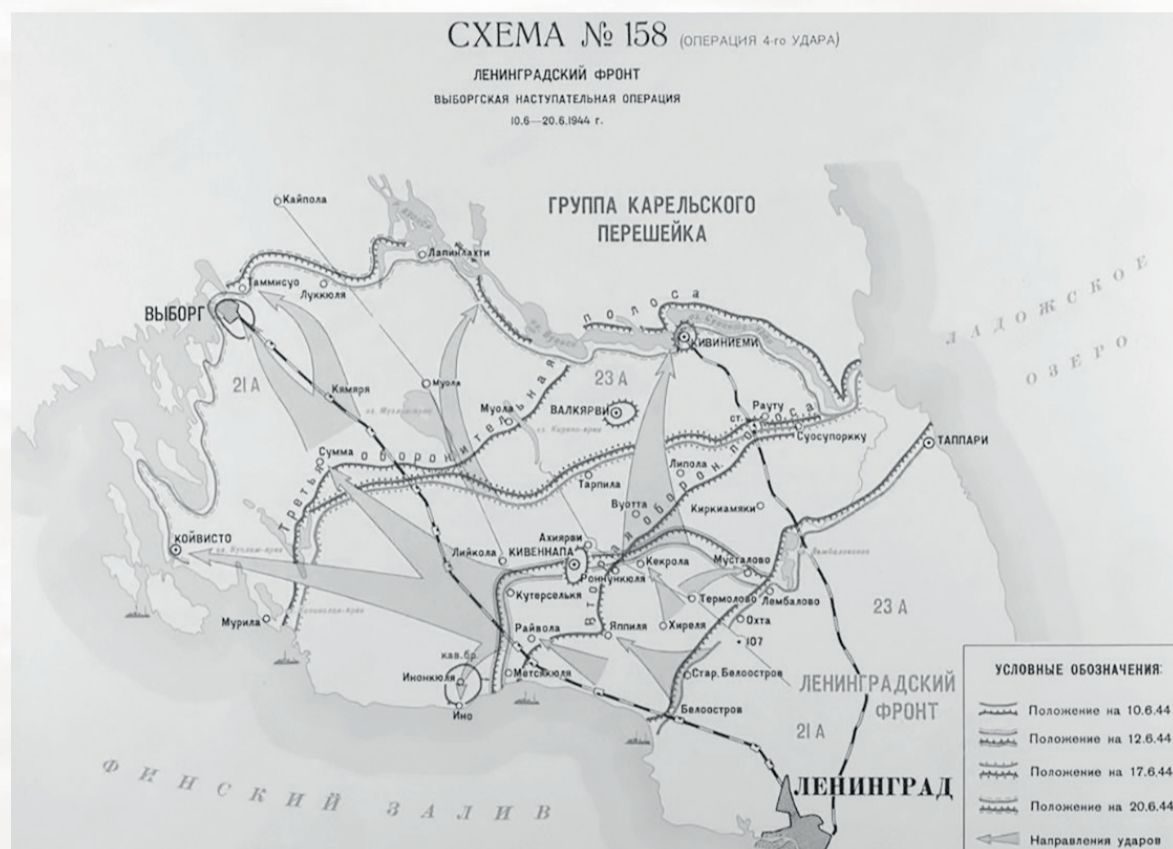 СХЕМА № 158 (ОПЕРАЦИЯ 4-го УДАРА)
ЛЕНИНГРАДСКИЙ ФРОНТ
ВЫБОРГСКАЯ НАСТУПАТЕЛЬНАЯ ОПЕРАЦИЯ
10.6—20.6.1944 г.
Кайпола
ГРУППА КАРЕЛЬСКОГО
ПЕРЕШЕЙКА
Лапинлахти
Таммисуо
Луккюля
ВЫБОРГ
полоса
КИВИНИЕМИ
ЛАДОЖСКОЕ
ОЗЕРО
21 А
Кямяря
Муола
23 А
Муола
ВАЛКЯРВИ
ст. Рауту
Суосупорику
ТАППАРИ
Сумма
Третья оборонительная
Тарпила
Липола
Вуотта
Киркиамяки
Вторая оборон. полоса
КОЙВИСТО
Лийкола
КИВЕННАПА
Ахиярви
Кекрола
Мусталово
Роннункюля
Кутерселькя
Термолово
Лембалово
23 А
Мурила
Райвола
Яппиля
Хиреля
Охта
107
кав. бр.
Инонкюля
Метсякюля
Стар. Белоостров
ЛЕНИНГРАДСКИЙ
ФРОНТ
Ино
Белоостров
21 А
ФИНСКИЙ ЗАЛИВ
ЛЕНИНГРАД
УСЛОВНЫЕ ОБОЗНАЧЕНИЯ:
Положение на 10.6.44
Положение на 12.6.44
Положение на 17.6.44
Положение на 20.6.44
Направления ударов